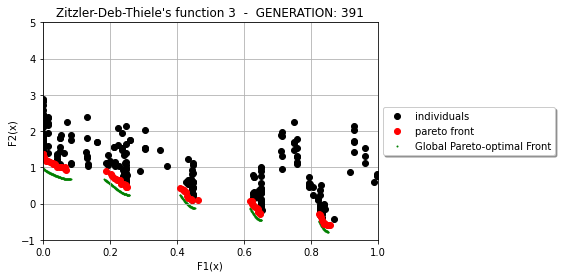 Zitzler-Deb-Thiele's function 3 - GENERATION: 391
5
4
3
2
1
0
-1
F2(x)
0.0 0.2 0.4 0.6 0.8 1.0
F1(x)
individuals
pareto front
Global Pareto-optimal Front